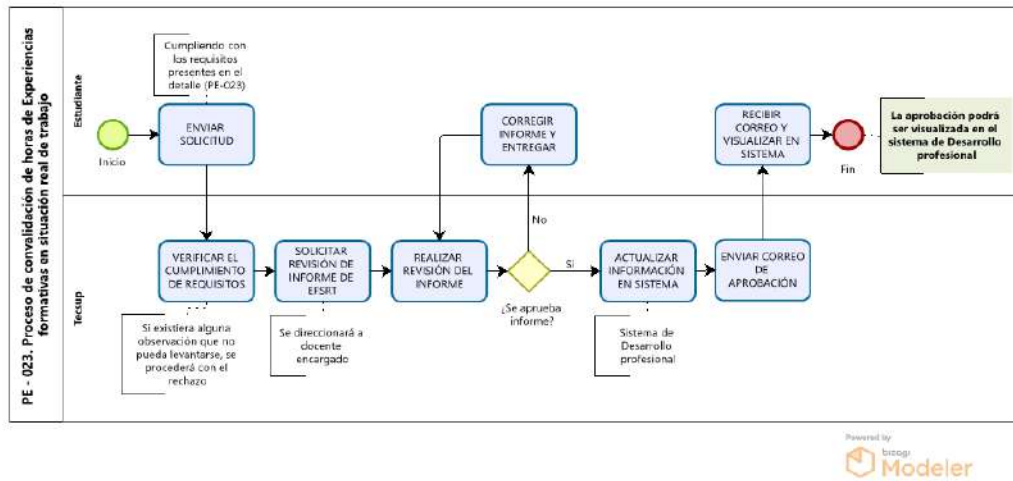 PE - 023. Proceso de convalidación de horas de Experiencias
formativas en situación real de trabajo
Estudiante
Cumpliendo con
los requisitos
presentes en el
detalle (PE-023)
Inicio
ENVIAR
SOLICITUD
CORREGIR
INFORME Y
ENTREGAR
RECIBIR
CORREO Y
VISUALIZAR EN
SISTEMA
Fin
La aprobación podrá
ser visualizada en el
sistema de Desarrollo
profesional
Tecsup
VERIFICAR EL
CUMPLIMIENTO
DE REQUISITOS
Si existiera alguna
observación que no
pueda levantarse, se
procederá con el
rechazo
SOLICITAR
REVISIÓN DE
INFORME DE
EFSRT
Se direccionará a
docente
encargado
REALIZAR
REVISIÓN DEL
INFORME
No
¿Se aprueba
informe?
Si
ACTUALIZAR
INFORMACIÓN
EN SISTEMA
Sistema de
Desarrollo
profesional
ENVIAR CORREO
DE
APROBACIÓN
Powered by
bizagi
Modeler